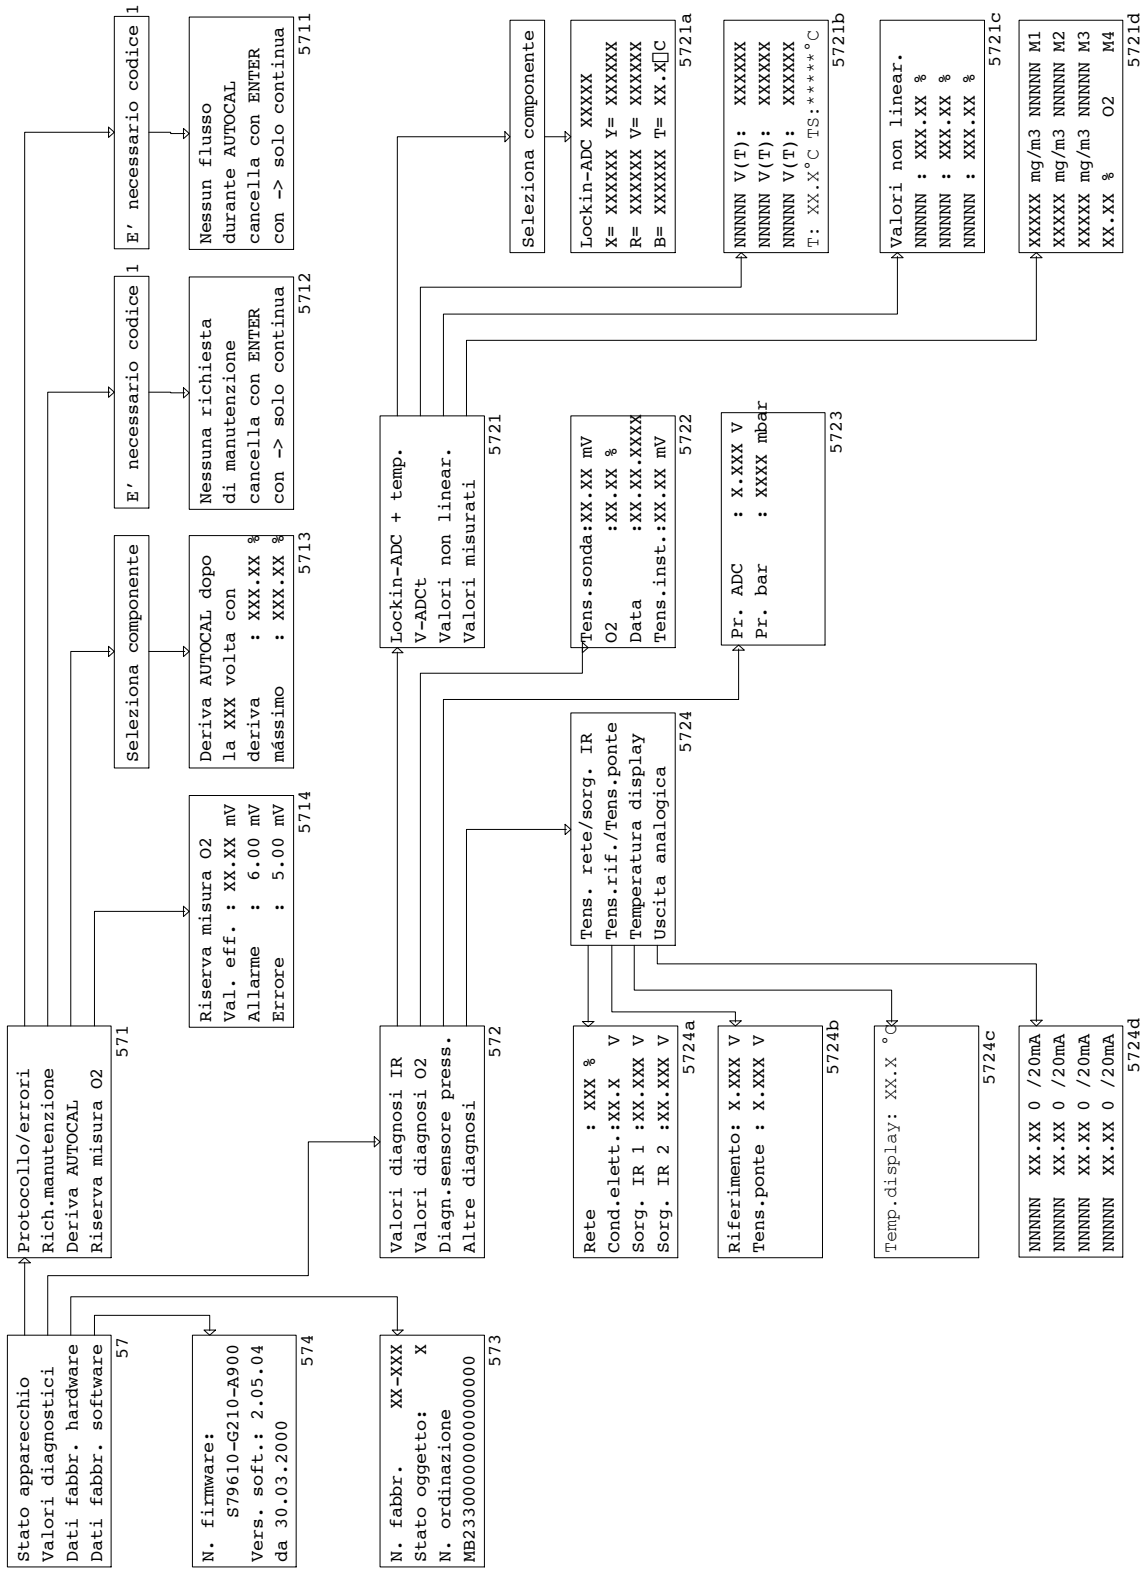 Stato apparecchio
Valori diagnostici
Dati fabbr. hardware
Dati fabbr. software
57
N. firmware:
S79610-G210-A900
Vers. soft.: 2.05.04
da 30.03.2000
574
N. fabbr. XX-XXX
Stato oggetto: X
N. ordinazione
MB23300000000000000
573
Protocollo/errori
Rich.manutenzione
Deriva AUTOCAL
Riserva misura O2
571
Riserva misura O2
Val. eff. : XX.XX mV
Allarme : 6.00 mV
Errore : 5.00 mV
5714
Seleziona componente
Deriva AUTOCAL dopo
la XXX volta con
deriva : XXX.XX %
mássimo : XXX.XX %
5713
E' necessario codice 1
Nessuna richiesta
di manutenzione
cancella con ENTER
con -> solo continua
5712
E' necessario codice 1
Nessun flusso
durante AUTOCAL
cancella con ENTER
con -> solo continua
5711
Valori diagnosi IR
Valori diagnosi O2
Diagn.sensore press.
Altre diagnosi
572
Lockin-ADC + temp.
V-ADCt
Valori non linear.
Valori misurati
5721
Seleziona componente
Lockin-ADC XXXXX
X= XXXXXX Y= XXXXXX
R= XXXXXX V= XXXXXX
B= XXXXXX T= XX.X□C
5721a
NNNNN V(T): XXXXXX
NNNNN V(T): XXXXXX
NNNNN V(T): XXXXXX
T: XX.X°C TS:*****°C
5721b
Valori non linear.
NNNNN : XXX.XX %
NNNNN : XXX.XX %
NNNNN : XXX.XX %
5721c
XXXXX mg/m3 NNNNN M1
XXXXX mg/m3 NNNNN M2
XXXXX mg/m3 NNNNN M3
XX.XX % O2 M4
5721d
Tens.sonda:XX.XX mV
O2 :XX.XX %
Data :XX.XX.XXXX
Tens.inst.:XX.XX mV
5722
Pr. ADC : X.XXX V
Pr. bar : XXXX mbar
5723
Tens. rete/sorg. IR
Tens.rif./Tens.ponte
Temperatura display
Uscita analogica
5724
Rete : XXX %
Cond.elett.:XX.X V
Sorg. IR 1 :XX.XXX V
Sorg. IR 2 :XX.XXX V
5724a
Riferimento: X.XXX V
Tens.ponte : X.XXX V
5724b
Temp.display: XX.X °C
5724c
NNNNN XX.XX 0 /20mA
NNNNN XX.XX 0 /20mA
NNNNN XX.XX 0 /20mA
NNNNN XX.XX 0 /20mA
5724d